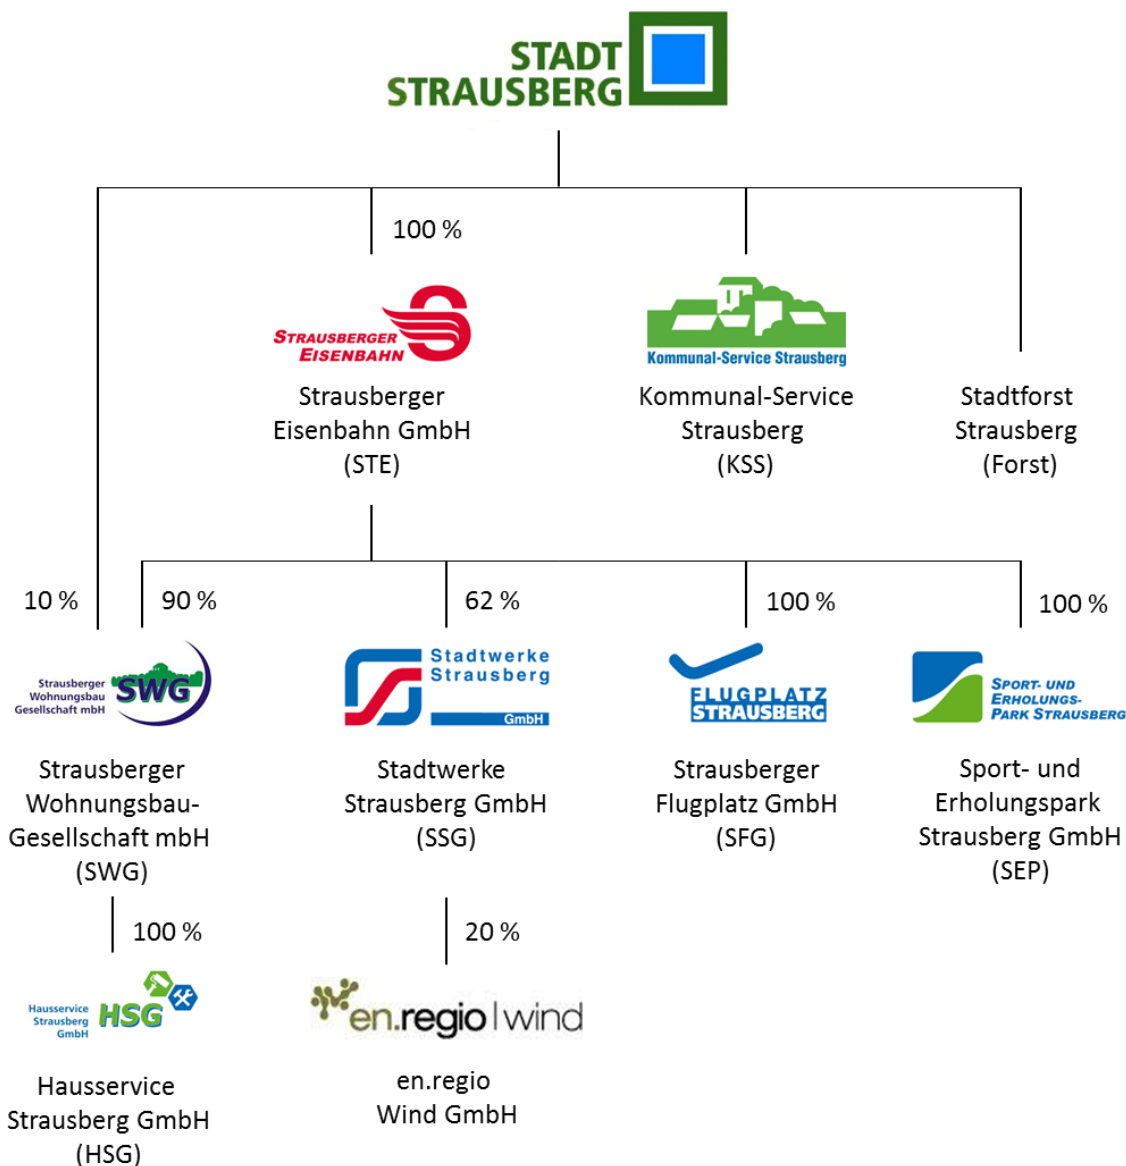 STADT
STRAUSBERG
100 %
STRAUSBERGER
EISENBAHN
Kommunal-Service Strausberg
Strausberger
Eisenbahn GmbH
(STE)
Kommunal-Service
Strausberg
(KSS)
Stadtforst
Strausberg
(Forst)
10 %
90 %
62 %
100 %
100 %
Strausberger
Wohnungsbau
Gesellschaft mbH
SWG
Stadtwerke
Strausberg
GmbH
FLUGPLATZ
STRAUSBERG
SPORT- UND
ERHOLUNGS-
PARK STRAUSBERG
Strausberger
Wohnungsbau-
Gesellschaft mbH
(SWG)
Stadtwerke
Strausberg GmbH
(SSG)
Strausberger
Flugplatz GmbH
(SFG)
Sport- und
Erholungspark
Strausberg GmbH
(SEP)
100 %
20 %
Hausservice
Strausberg
GmbH
HSG
en.regio|wind
Hausservice
Strausberg GmbH
(HSG)
en.regio
Wind GmbH